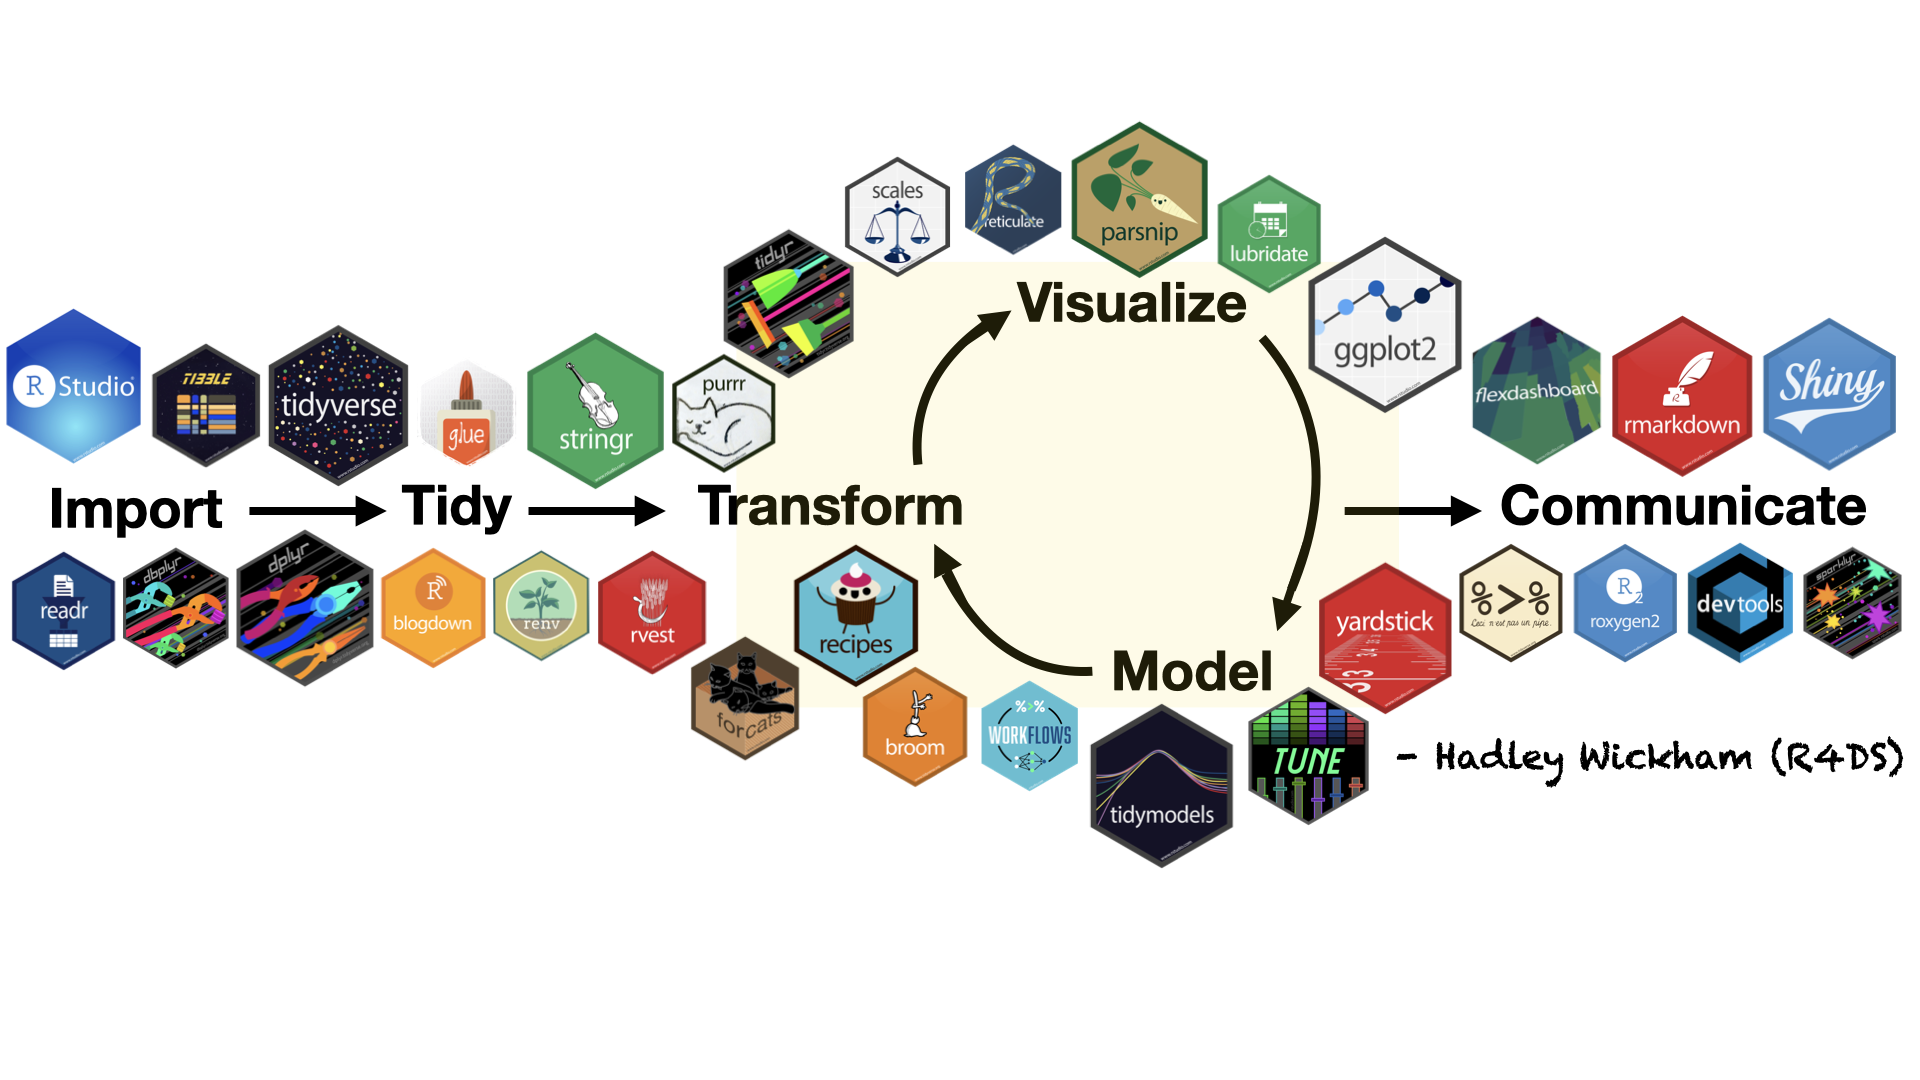 scales
reticulate
parsnip
lubridate
tidyr
Visualize
ggplot2
R Studio
TIBBLE
tidyverse
glue
stringr
purrr
flexdashboard
rmarkdown
Shiny
Import
Tidy
Transform
Communicate
readr
dbplyr
dplyr
R
blogdown
renv
rvest
recipes
forcats
broom
%>%
WORKFLOWS
Model
tidymodels
TUNE
yardstick
%>%
Ceci n'est pas un pipe.
R2
roxygen2
devtools
sparklyr
- Hadley Wickham (R4DS)